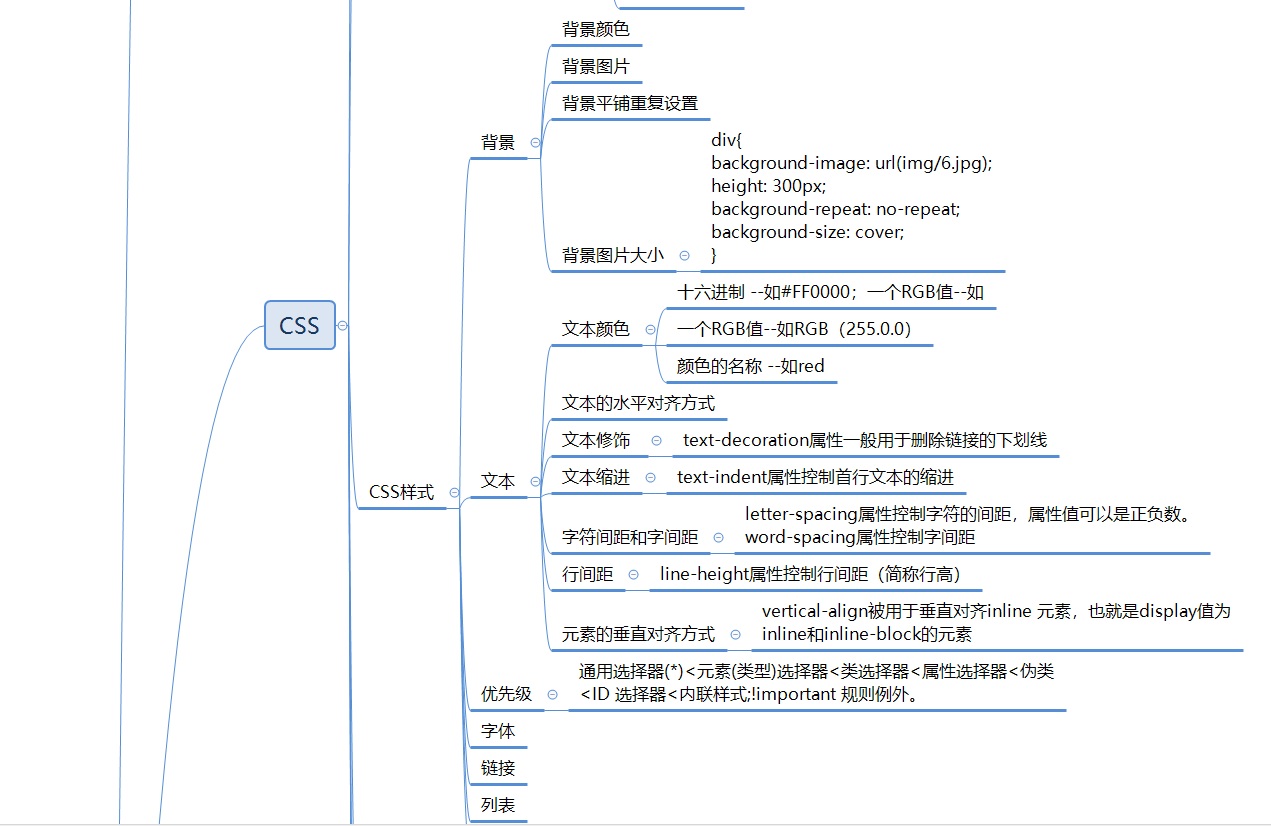 背景颜色
背景图片
背景平铺重复设置
背景
div{
background-image: url(img/6.jpg);
height: 300px;
background-repeat: no-repeat;
background-size: cover;
}
背景图片大小
十六进制 --如#FF0000；一个RGB值--如
CSS
文本颜色
一个RGB值--如RGB（255.0.0）
颜色的名称 --如red
文本的水平对齐方式
文本修饰
text-decoration属性一般用于删除链接的下划线
CSS样式
文本
文本缩进
text-indent属性控制首行文本的缩进
字符间距和字间距
letter-spacing属性控制字符的间距，属性值可以是正负数。
word-spacing属性控制字间距
行间距
line-height属性控制行间距（简称行高）
元素的垂直对齐方式
vertical-align被用于垂直对齐inline 元素，也就是display值为
inline和inline-block的元素
优先级
通用选择器(*)<元素(类型)选择器<类选择器<属性选择器<伪类
<ID 选择器<内联样式;!important 规则例外。
字体
链接
列表